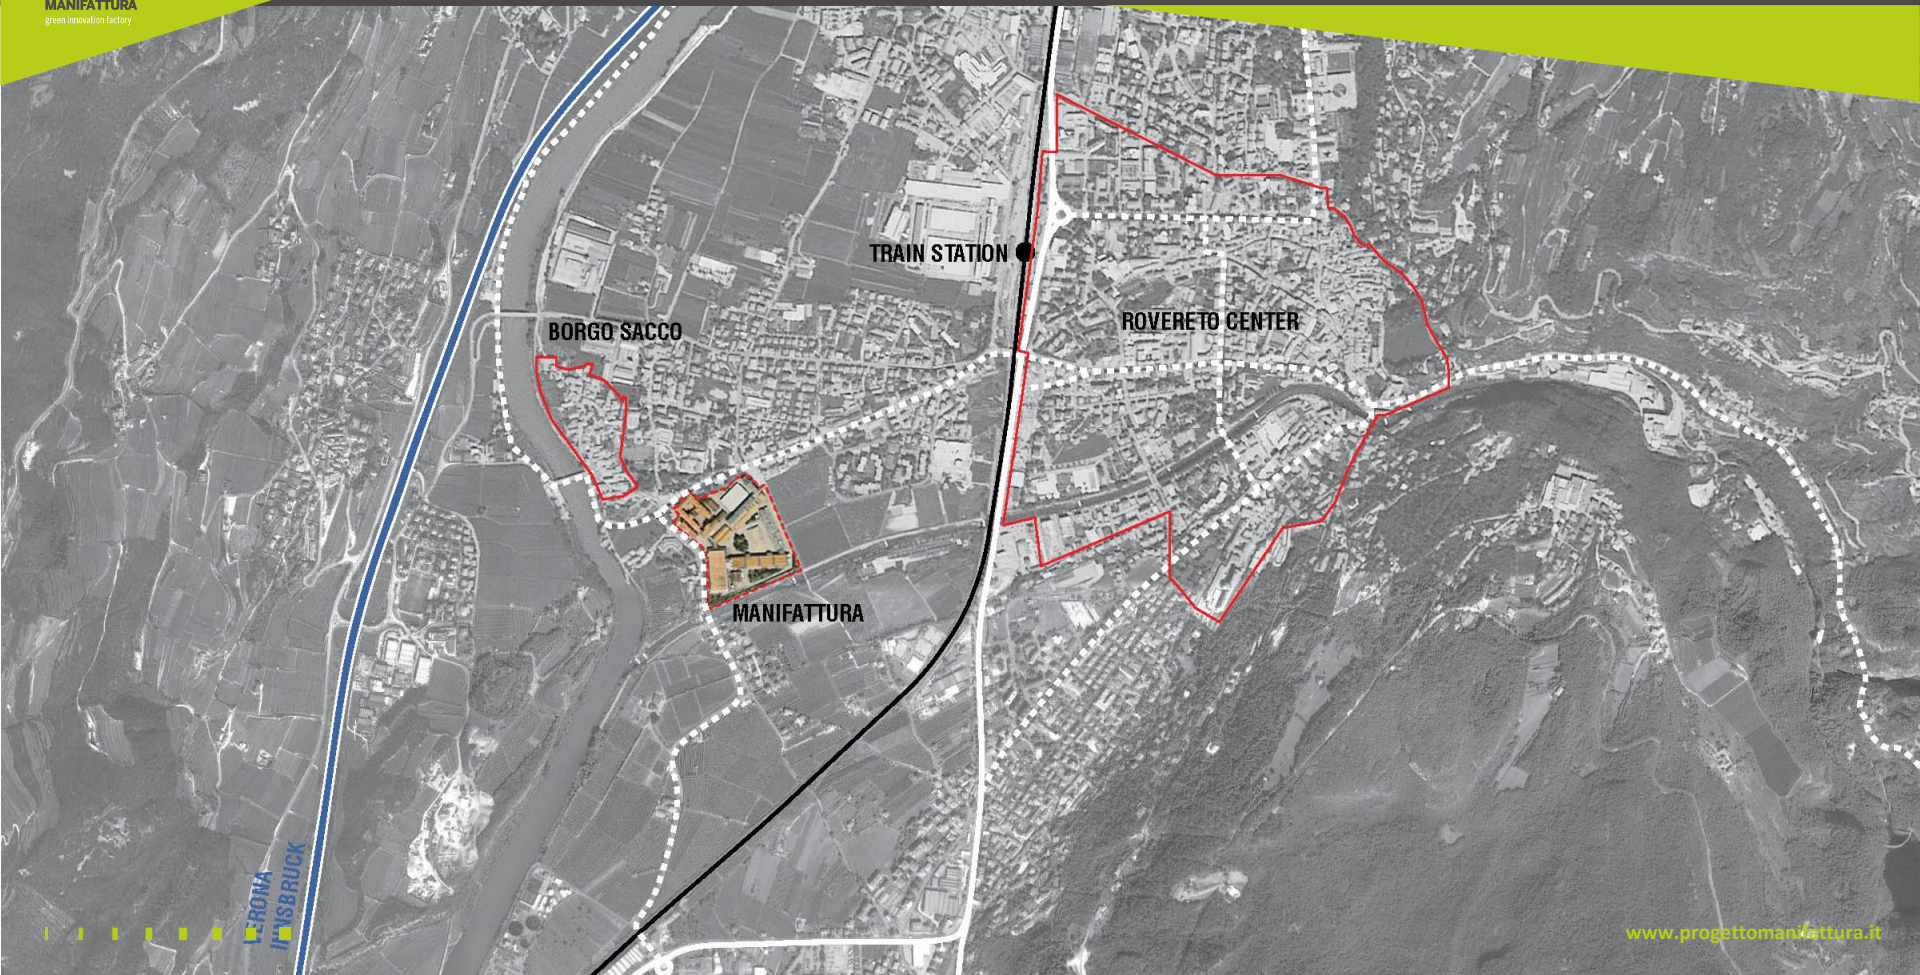 MANIFATTURA
green innovation factory
TRAIN STATION
BORGO SACCO
ROVERETO CENTER
MANIFATTURA
VERONA
INNSBRUCK
www.progettomanifattura.it